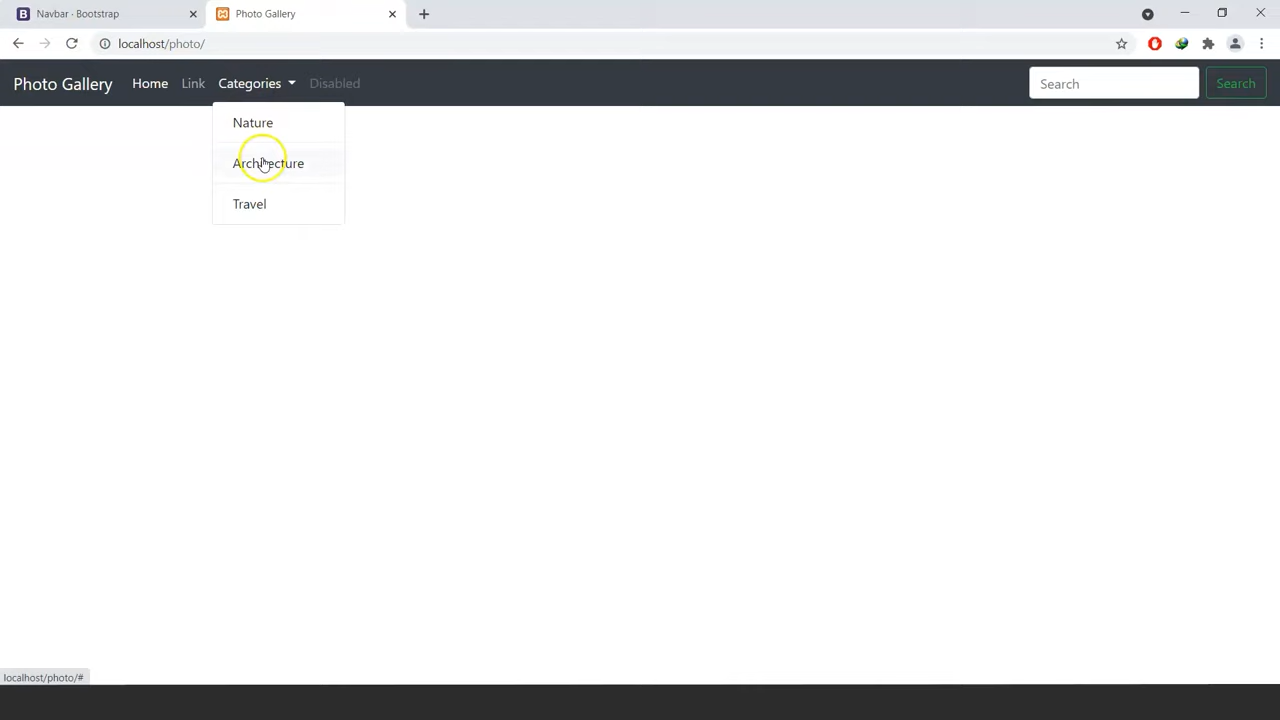 Navbar - Bootstrap
Photo Gallery
localhost/photo/
Photo Gallery Home Link Categories Disabled Search Search
Nature
Architecture
Travel
localhost/photo/#